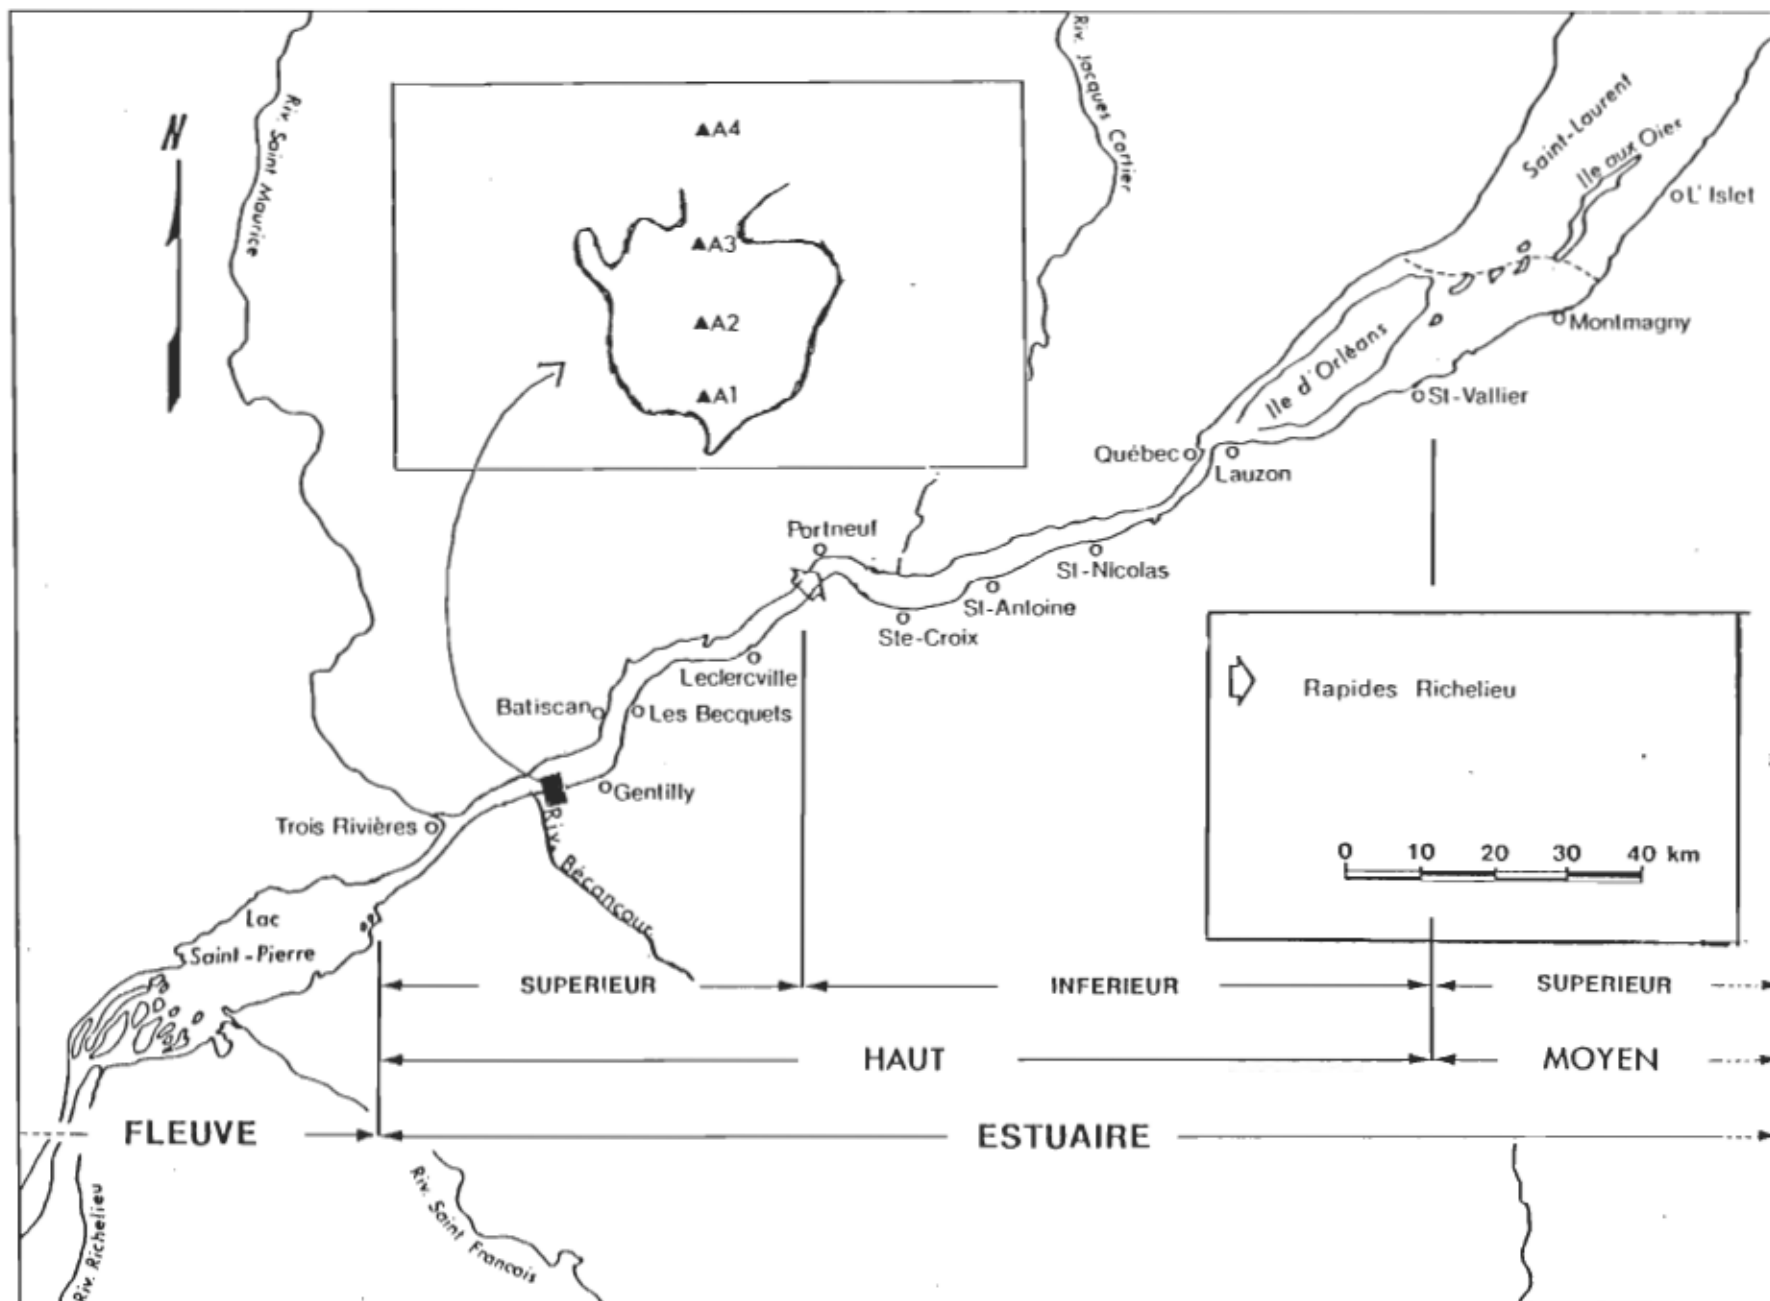 N
Riv. Saint Maurice
Riv. Jacques Cartier
A4
A3
A2
A1
Saint-Laurent
Ile aux Oier
L' Islet
Montmagny
Ile d'Orléans
St-Vallier
Québec
Lauzon
Portneuf
St-Nicolas
St-Antoine
Ste-Croix
Leclercville
Batiscan
Les Becquets
Gentilly
Trois Rivières
Riv. Bécancour
Lac
Saint-Pierre
Rapides Richelieu
0 10 20 30 40 km
SUPERIEUR INFERIEUR SUPERIEUR
HAUT MOYEN
FLEUVE ESTUAIRE
Riv. Richelieu
Riv. Saint Francois